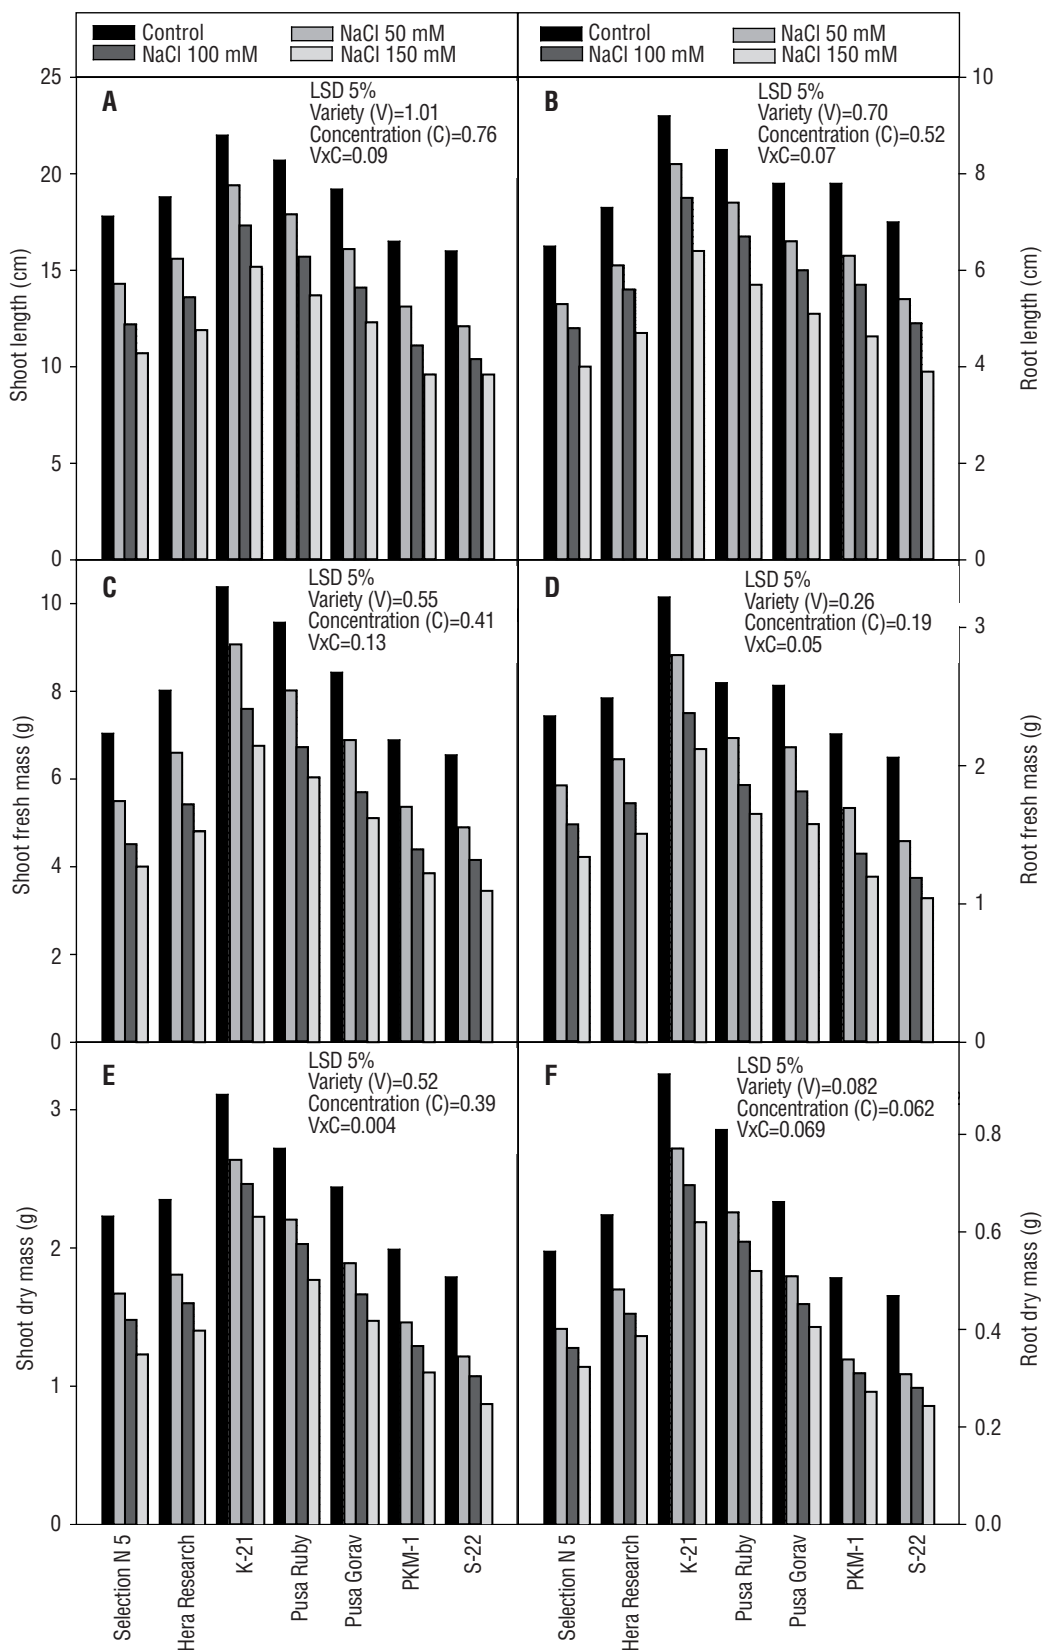 Control
NaCl 50 mM
NaCl 100 mM
NaCl 150 mM
Control
NaCl 50 mM
NaCl 100 mM
NaCl 150 mM
A
LSD 5%
Variety (V)=1.01
Concentration (C)=0.76
VxC=0.09
25
20
15
10
5
0
Shoot length (cm)
B
LSD 5%
Variety (V)=0.70
Concentration (C)=0.52
VxC=0.07
10
8
6
4
2
0
Root length (cm)
C
LSD 5%
Variety (V)=0.55
Concentration (C)=0.41
VxC=0.13
10
8
6
4
2
0
Shoot fresh mass (g)
D
LSD 5%
Variety (V)=0.26
Concentration (C)=0.19
VxC=0.05
3
2
1
0
Root fresh mass (g)
E
LSD 5%
Variety (V)=0.52
Concentration (C)=0.39
VxC=0.004
3
2
1
0
Shoot dry mass (g)
F
LSD 5%
Variety (V)=0.082
Concentration (C)=0.062
VxC=0.069
0.8
0.6
0.4
0.2
0.0
Root dry mass (g)
Selection N 5
Hera Research
K-21
Pusa Ruby
Pusa Gorav
PKM-1
S-22
Selection N 5
Hera Research
K-21
Pusa Ruby
Pusa Gorav
PKM-1
S-22